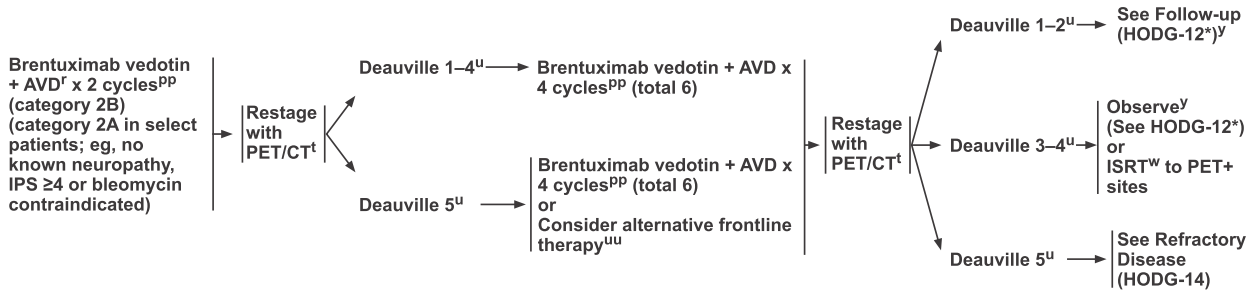 Brentuximab vedotin
+ AVDr x 2 cyclespp
(category 2B)
(category 2A in select
patients; eg, no
known neuropathy,
IPS ≥4 or bleomycin
contraindicated)
Restage
with
PET/CTt
Deauville 1–4u
Brentuximab vedotin + AVD x
4 cyclespp (total 6)
Deauville 5u
Brentuximab vedotin + AVD x
4 cyclespp (total 6)
or
Consider alternative frontline
therapyuu
Restage
with
PET/CTt
Deauville 1–2u
See Follow-up
(HODG-12*)y
Deauville 3–4u
Observey
(See HODG-12*)
or
ISRTw to PET+
sites
Deauville 5u
See Refractory
Disease
(HODG-14)